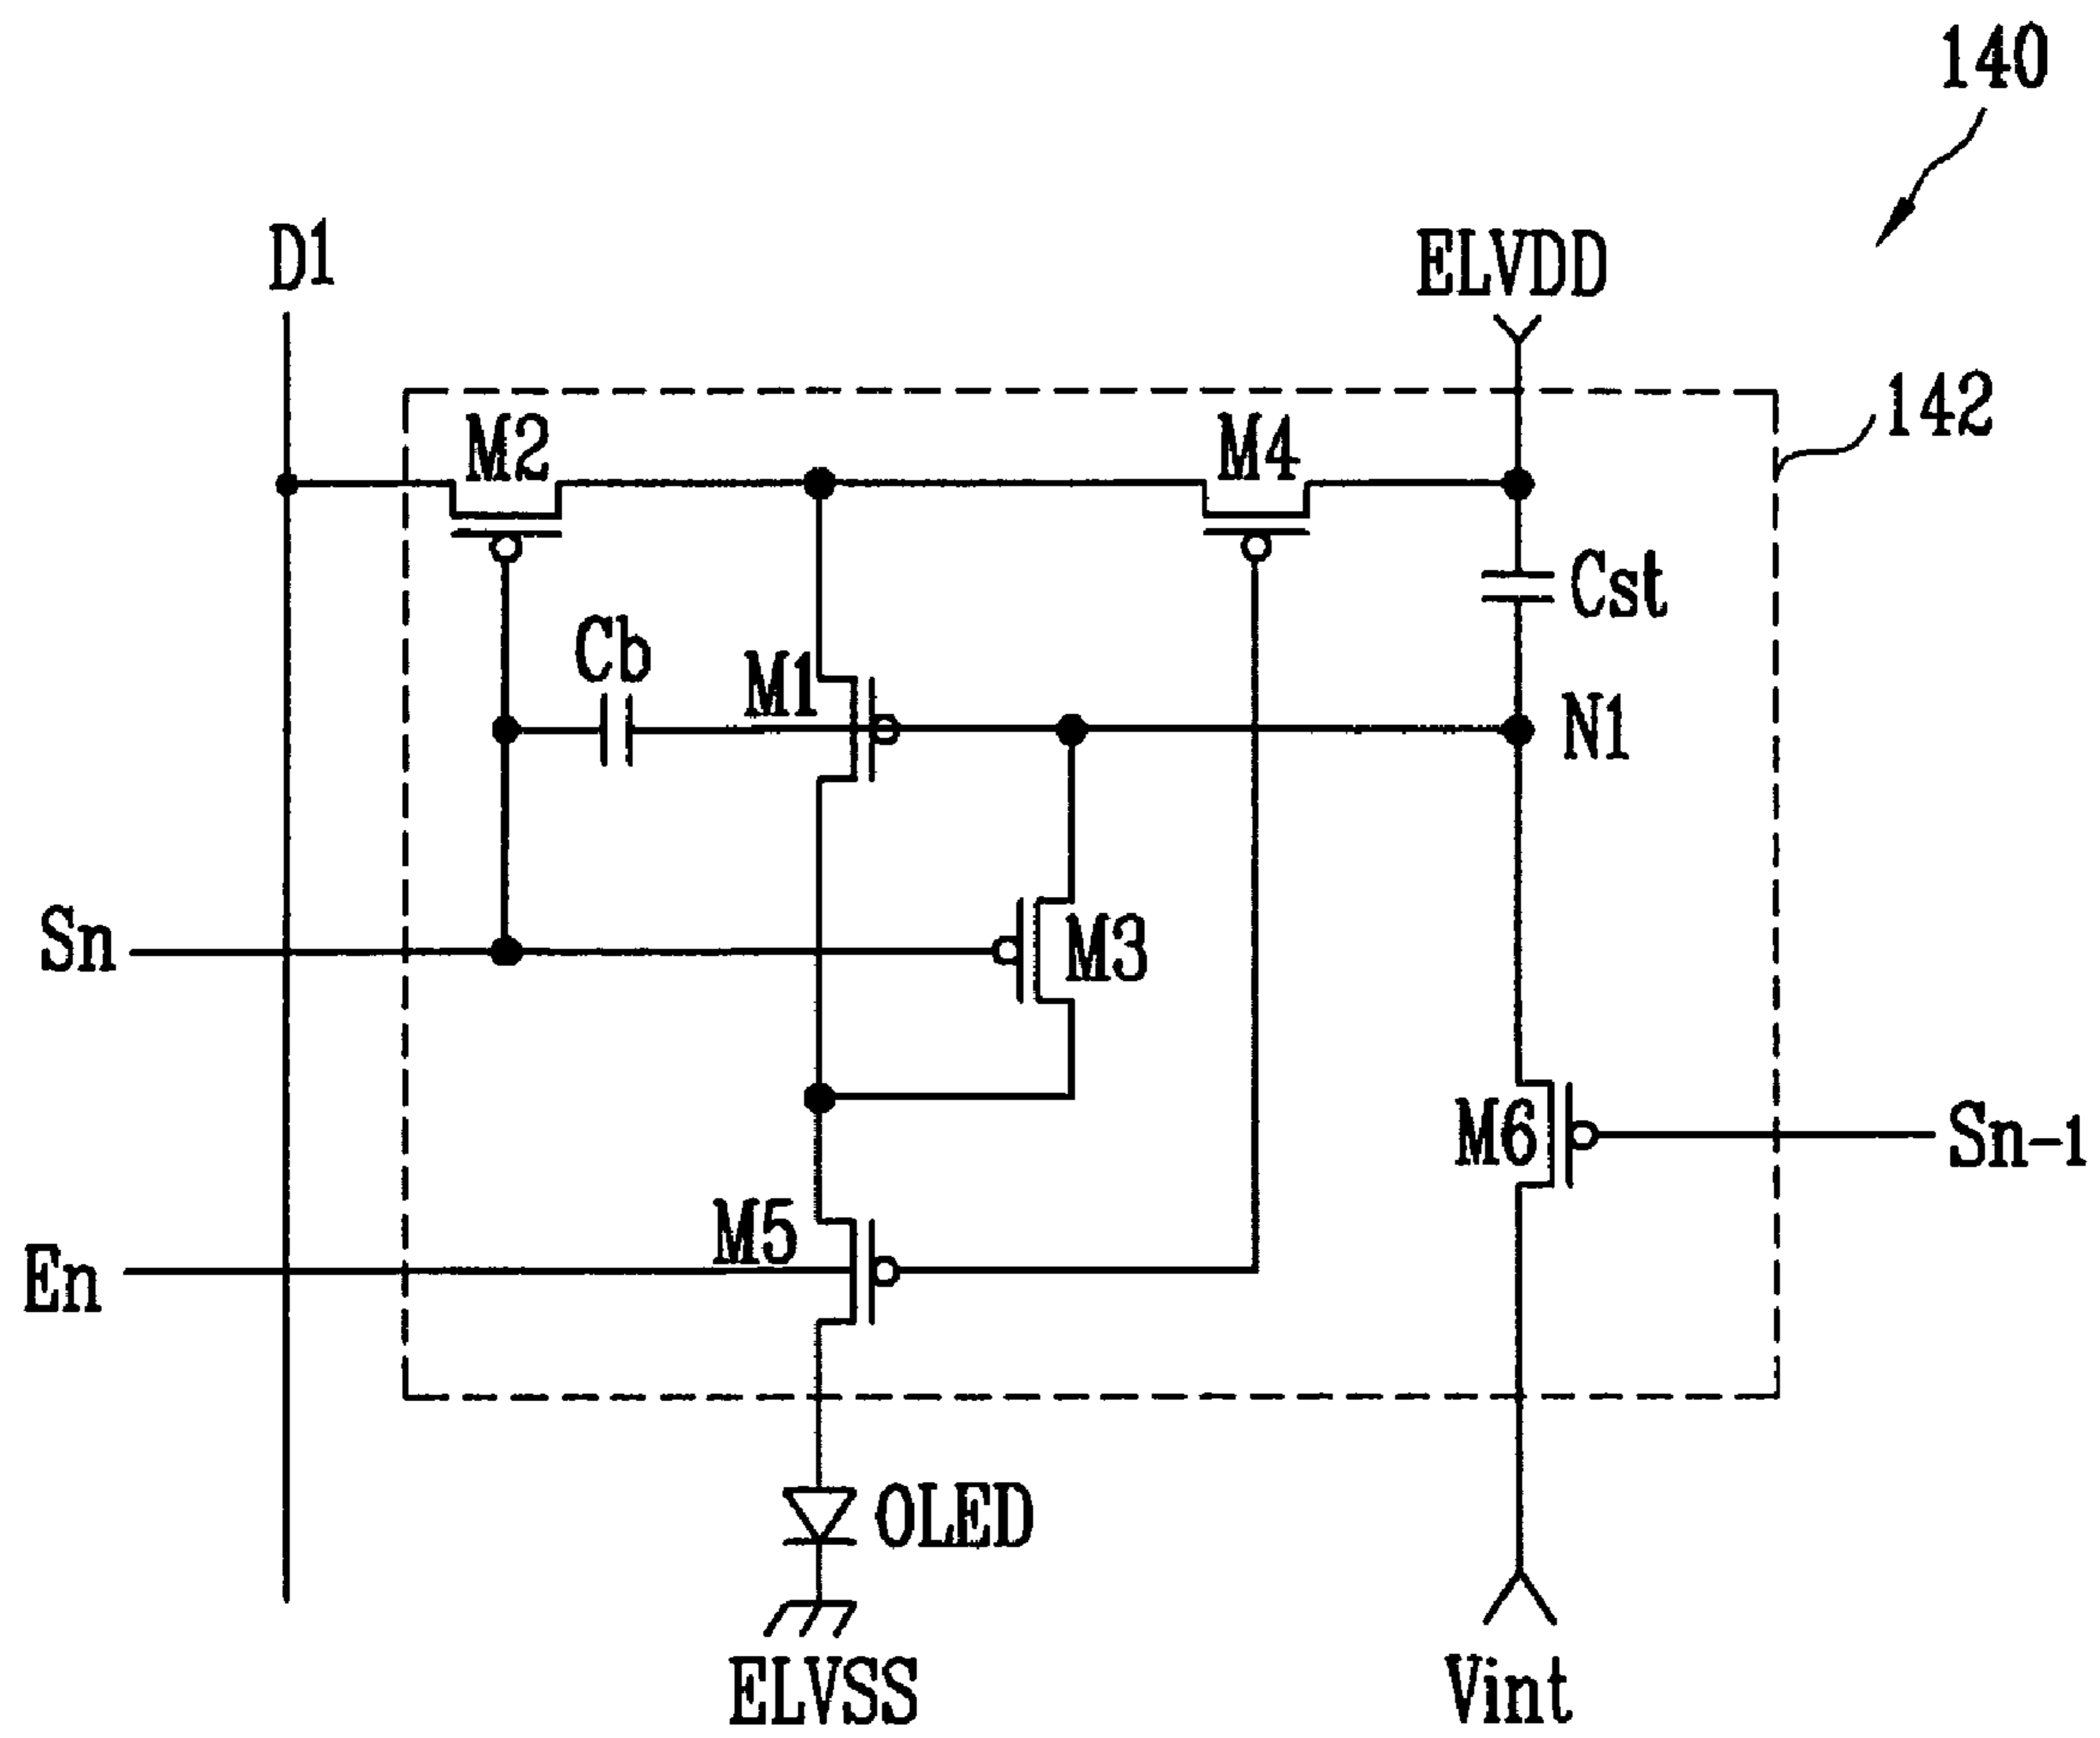 140
D1
ELVDD
142
M2
M4
Cst
Cb
M1
N1
Sn
M3
M6
Sn-1
M5
En
OLED
ELVSS
Vint